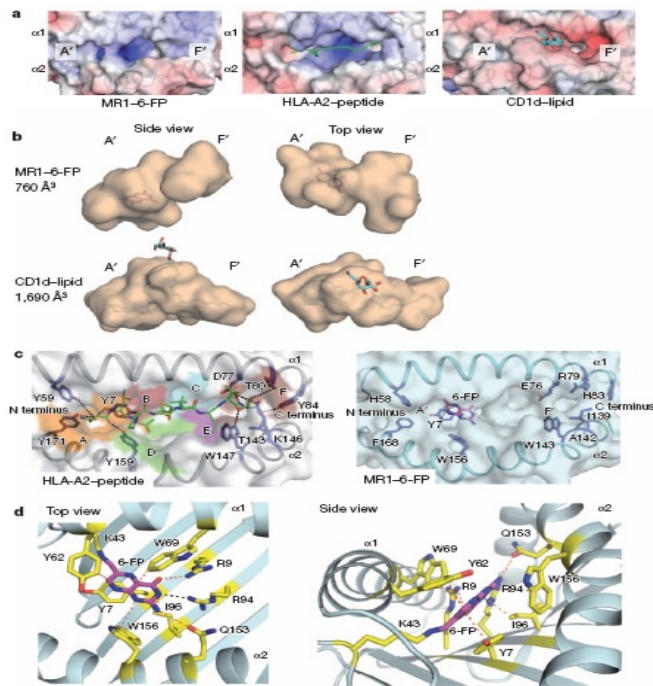 a
α1 A′ F′ α1 α1 A′ F′
α2 α2 α2
MR1–6-FP HLA-A2–peptide CD1d–lipid
b
Side view Top view
A′ F′ A′ F′
MR1–6-FP
760 Å³
A′ F′ A′ F′
CD1d–lipid
1,690 Å³
c
Y59
N terminus
Y171
A
Y7
B
C
D
Y159
E
D77
T80
F
α1
Y84
C terminus
T143
K146
W147
α2
HLA-A2–peptide
α1
H58
N terminus
A′
6-FP
Y7
F168
W156
E76
R79
H83
C terminus
F′
I139
A142
W143
α2
MR1–6-FP
d
Top view
α1
K43
W69
Y62
6-FP
R9
Y7
R94
I96
W156
Q153
α2
Side view
α1
α2
Q153
W69
Y62
R9
R94
W156
K43
6-FP
I96
Y7